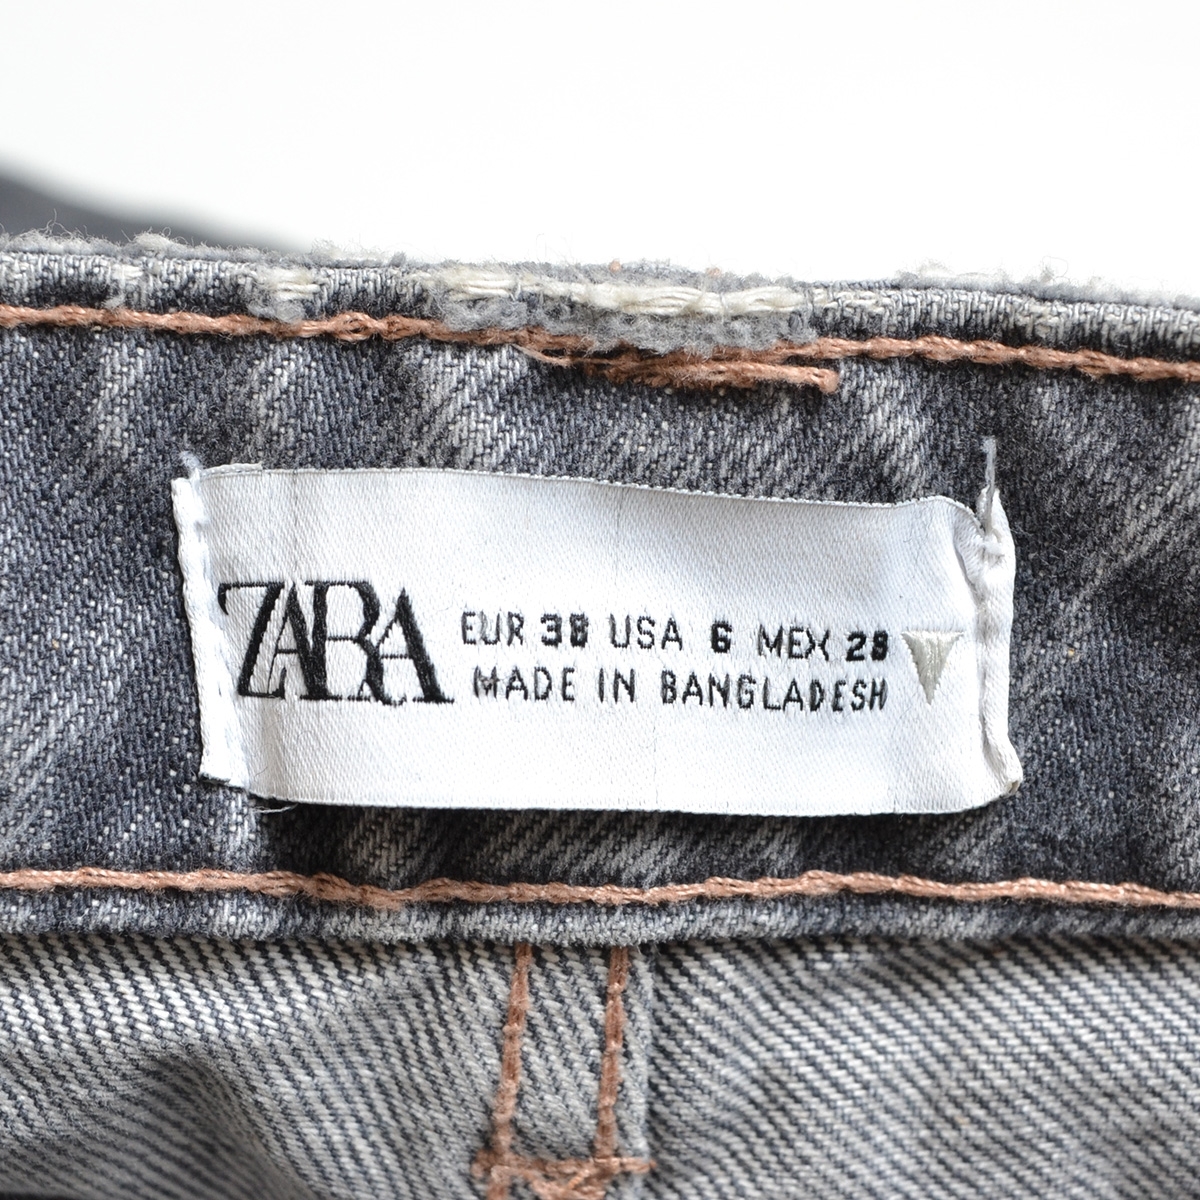 ZARA
EUR 38 USA 6 MEX 28
MADE IN BANGLADESH